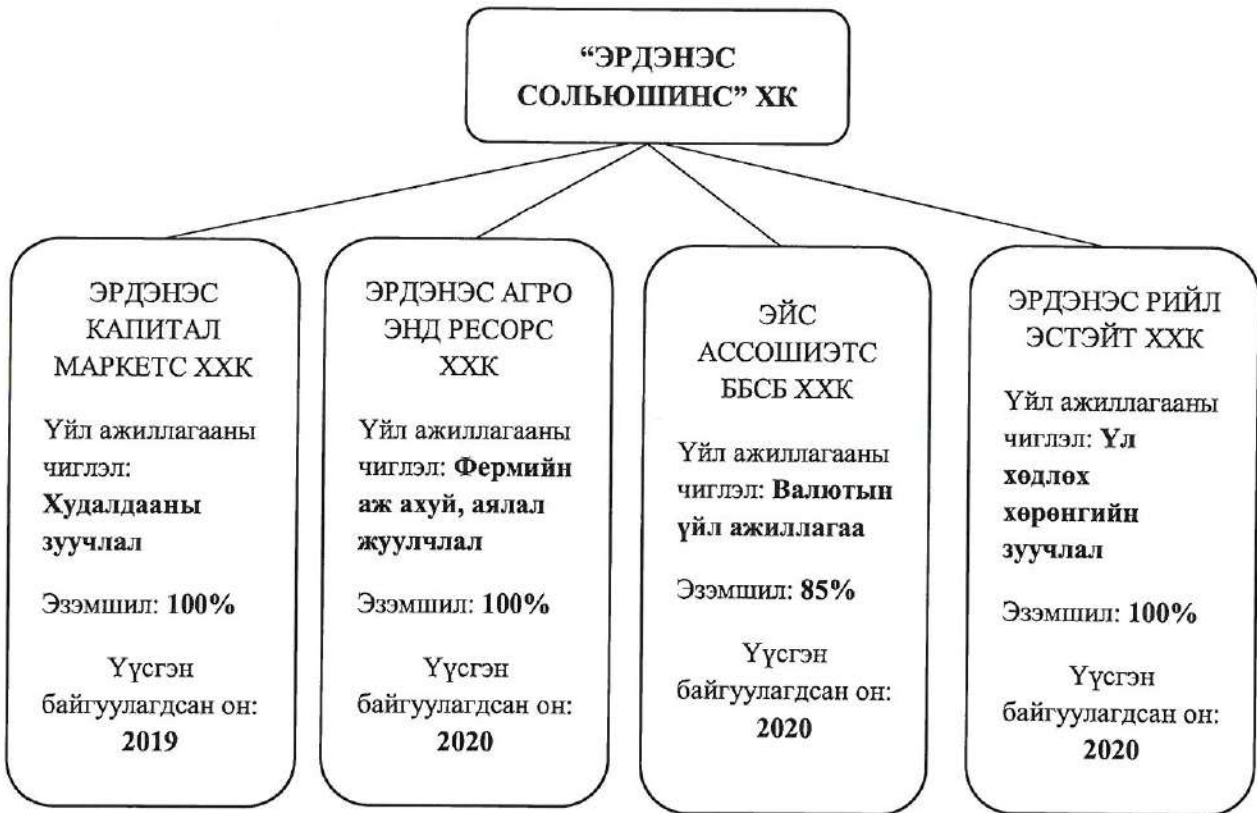 “ЭРДЭНЭС
СОЛЬЮШИНС” ХК
ЭРДЭНЭС
КАПИТАЛ
МАРКЕТС ХХК
Үйл ажиллагааны
чиглэл:
Худалдааны
зуучлал
Эзэмшил: 100%
Үүсгэн
байгуулагдсан он:
2019
ЭРДЭНЭС АГРО
ЭНД РЕСОРС
ХХК
Үйл ажиллагааны
чиглэл: Фермийн
аж ахуй, аялал
жуулчлал
Эзэмшил: 100%
Үүсгэн
байгуулагдсан он:
2020
ЭЙС
АССОШИЭТС
ББСБ ХХК
Үйл ажиллагааны
чиглэл: Валютын
үйл ажиллагаа
Эзэмшил: 85%
Үүсгэн
байгуулагдсан он:
2020
ЭРДЭНЭС РИЙЛ
ЭСТЭЙТ ХХК
Үйл ажиллагааны
чиглэл: Үл
хөдлөх
хөрөнгийн
зуучлал
Эзэмшил: 100%
Үүсгэн
байгуулагдсан он:
2020